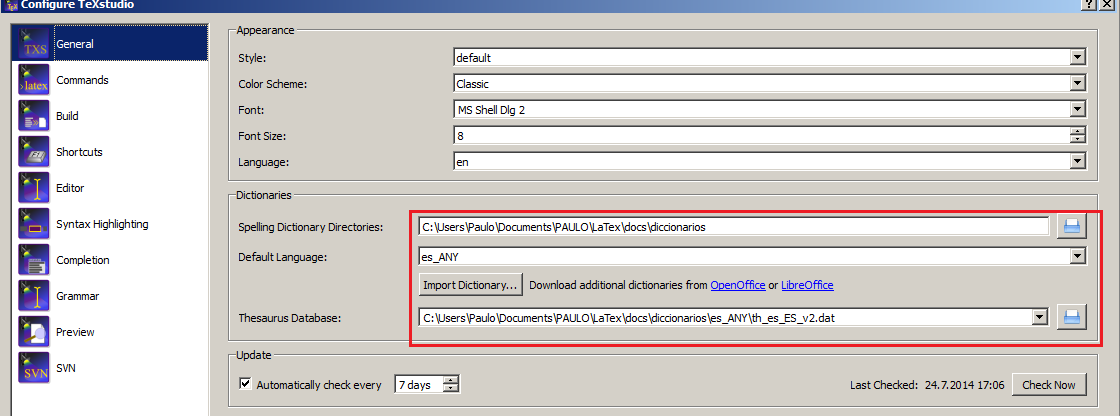 Configure TeXstudio
General
Commands
Build
Shortcuts
Editor
Syntax Highlighting
Completion
Grammar
Preview
SVN
Appearance
Style: default
Color Scheme: Classic
Font: MS Shell Dlg 2
Font Size: 8
Language: en
Dictionaries
Spelling Dictionary Directories: C:\Users\Paulo\Documents\PAULO\LaTex\docs\diccionarios
Default Language: es_ANY
Import Dictionary... Download additional dictionaries from OpenOffice or LibreOffice
Thesaurus Database: C:\Users\Paulo\Documents\PAULO\LaTex\docs\diccionarios\es_ANY\th_es_ES_v2.dat
Update
Automatically check every 7 days Last Checked: 24.7.2014 17:06 Check Now